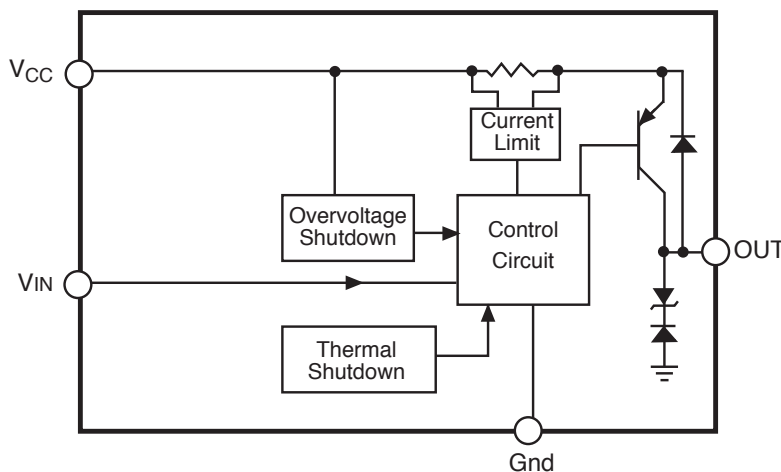 VCC
Current
Limit
Overvoltage
Shutdown
Control
Circuit
OUT
VIN
Thermal
Shutdown
Gnd